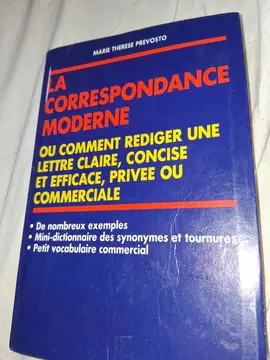 MARIE THERESE PREVOSTO
LA
CORRESPONDANCE
MODERNE
OU COMMENT REDIGER UNE
LETTRE CLAIRE, CONCISE
ET EFFICACE, PRIVEE OU
COMMERCIALE
• De nombreux exemples
• Mini-dictionnaire des synonymes et tournures
• Petit vocabulaire commercial